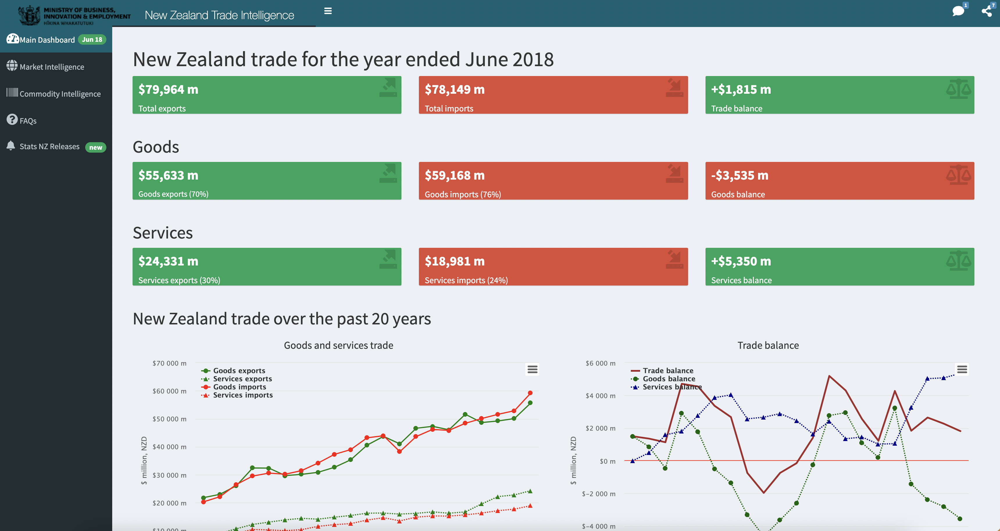 MINISTRY OF BUSINESS,
INNOVATION & EMPLOYMENT
HĪKINA WHAKATUTUKI
New Zealand Trade Intelligence
1
7
Main Dashboard Jun 18
Market Intelligence
Commodity Intelligence
FAQs
Stats NZ Releases new
New Zealand trade for the year ended June 2018
$79,964 m
Total exports
$78,149 m
Total imports
+$1,815 m
Trade balance
Goods
$55,633 m
Goods exports (70%)
$59,168 m
Goods imports (76%)
-$3,535 m
Goods balance
Services
$24,331 m
Services exports (30%)
$18,981 m
Services imports (24%)
+$5,350 m
Services balance
New Zealand trade over the past 20 years
Goods and services trade
$ million, NZD
$70 000 m
$60 000 m
$50 000 m
$40 000 m
$30 000 m
$20 000 m
$10 000 m
Goods exports
Services exports
Goods imports
Services imports
Trade balance
$ million, NZD
$6 000 m
$4 000 m
$2 000 m
$0 m
$−2 000 m
$−4 000 m
Trade balance
Goods balance
Services balance